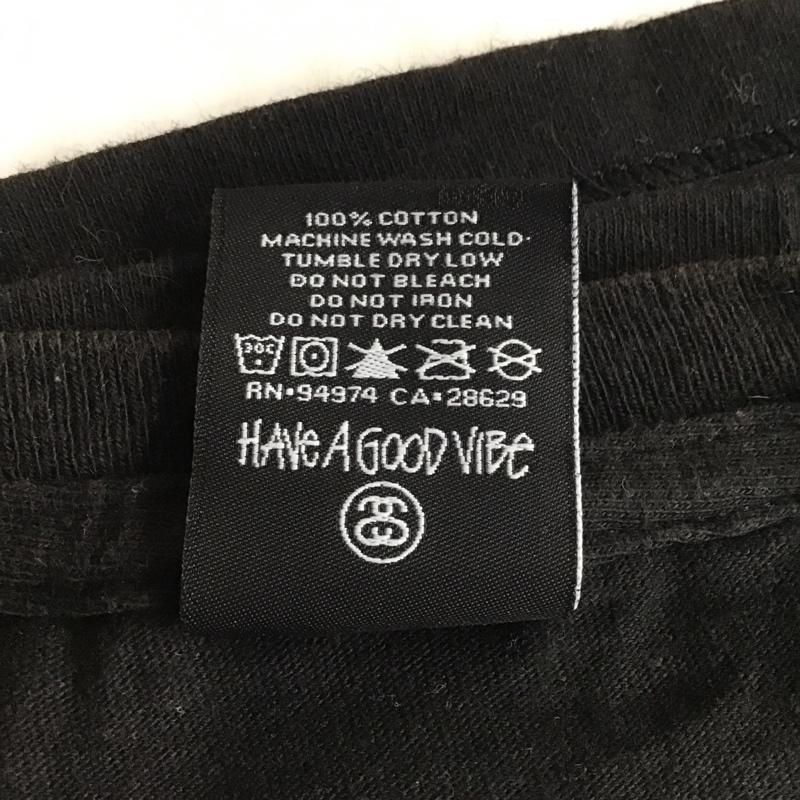 100% COTTON
MACHINE WASH COLD
TUMBLE DRY LOW
DO NOT BLEACH
DO NOT IRON
DO NOT DRY CLEAN
30C
RN•94974 CA•28629
HAVE A GOOD VIBE